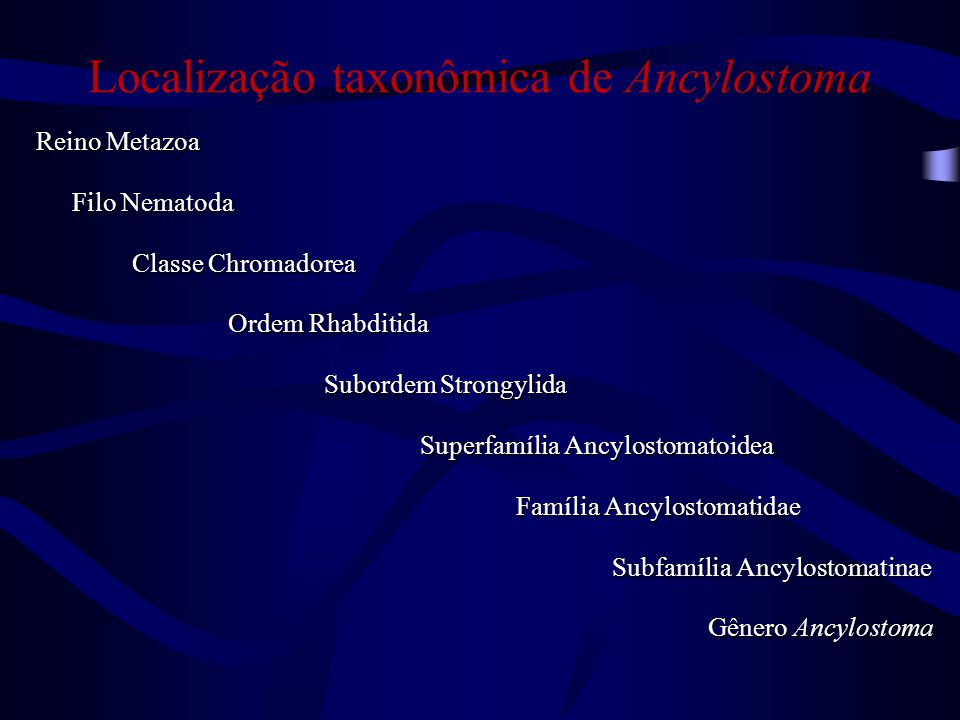 Localização taxonômica de Ancylostoma
Reino Metazoa
Filo Nematoda
Classe Chromadorea
Ordem Rhabditida
Subordem Strongylida
Superfamília Ancylostomatoidea
Família Ancylostomatidae
Subfamília Ancylostomatinae
Gênero Ancylostoma